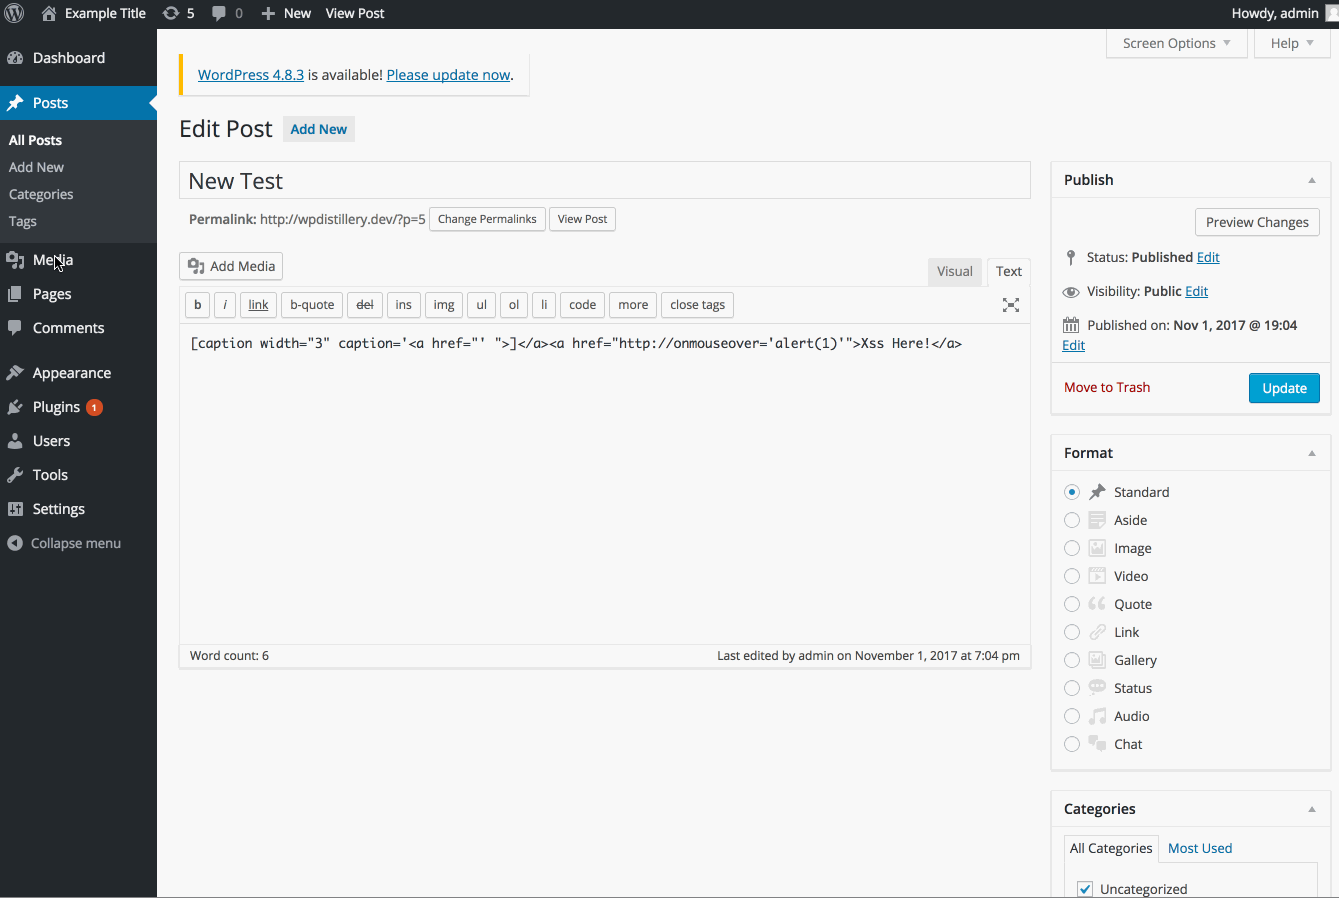 Example Title 5 0 New View Post Howdy, admin
Screen Options Help
Dashboard
Posts
All Posts
Add New
Categories
Tags
Media
Pages
Comments
Appearance
Plugins 1
Users
Tools
Settings
Collapse menu
WordPress 4.8.3 is available! Please update now.
Edit Post Add New
New Test
Permalink: http://wpdistillery.dev/?p=5 Change Permalinks View Post
Add Media
Visual Text
b i link b-quote del ins img ul ol li code more close tags
[caption width="3" caption='<a href="' ">]</a><a href="http://onmouseover='alert(1)'">Xss Here!</a>
Word count: 6 Last edited by admin on November 1, 2017 at 7:04 pm
Publish
Preview Changes
Status: Published Edit
Visibility: Public Edit
Published on: Nov 1, 2017 @ 19:04
Edit
Move to Trash Update
Format
Standard
Aside
Image
Video
Quote
Link
Gallery
Status
Audio
Chat
Categories
All Categories Most Used
Uncategorized